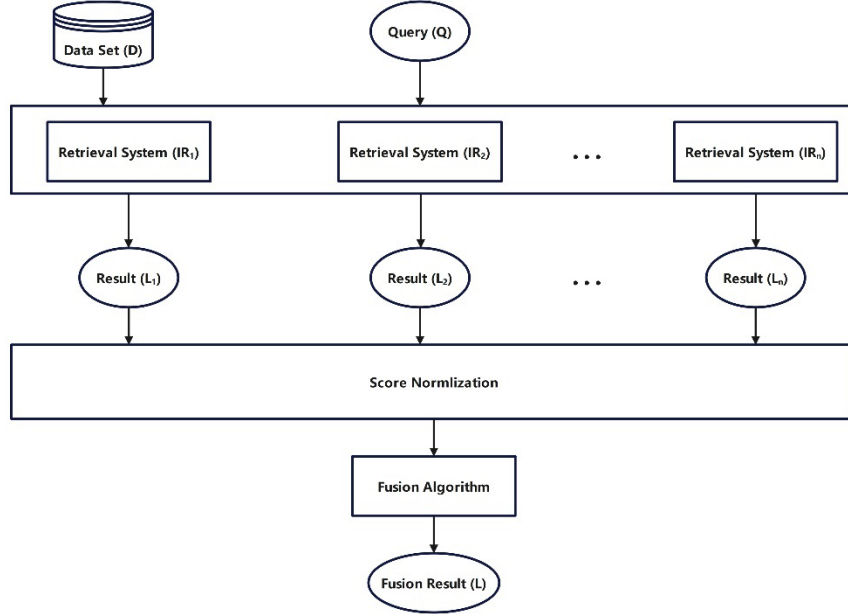 Data Set (D)
Query (Q)
Retrieval System (IR₁)
Retrieval System (IR₂)
...
Retrieval System (IRₙ)
Result (L₁)
Result (L₂)
...
Result (Lₙ)
Score Normlization
Fusion Algorithm
Fusion Result (L)